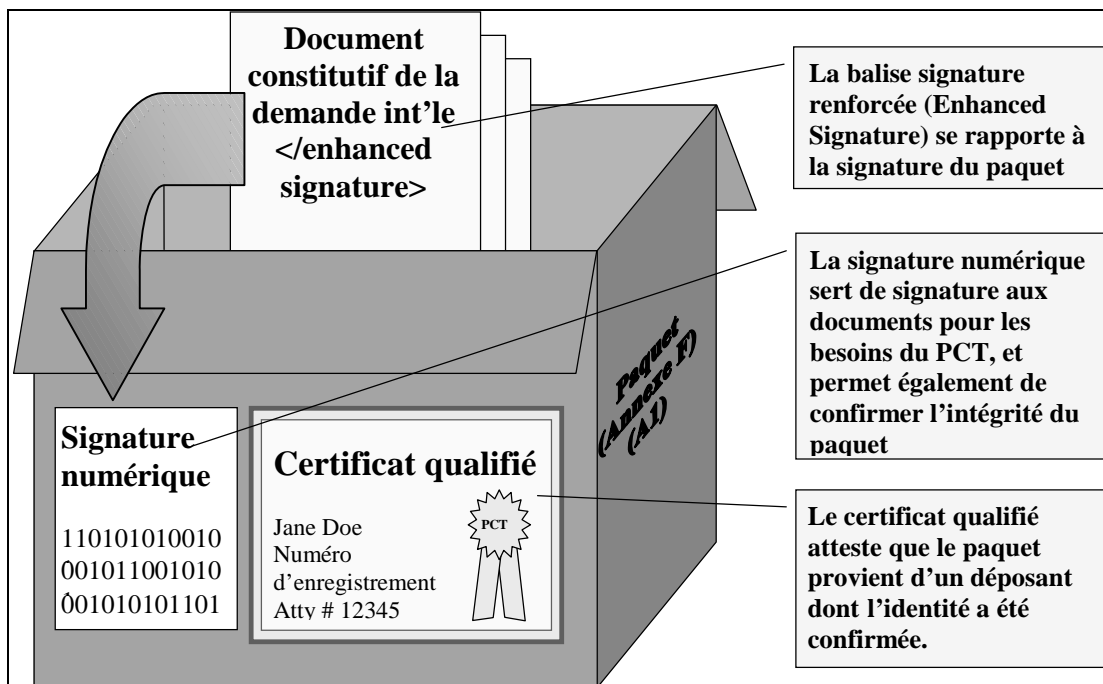 Document
constitutif de la
demande int'le
</enhanced
signature>
La balise signature
renforcée (Enhanced
Signature) se rapporte à
la signature du paquet
La signature numérique
sert de signature aux
documents pour les
besoins du PCT, et
permet également de
confirmer l'intégrité du
paquet
Paquet
(Annexe F)
(A1)
Signature
numérique
110101010010
001011001010
001010101101
Certificat qualifié
Jane Doe
Numéro
d'enregistrement
Atty # 12345
PCT
Le certificat qualifié
atteste que le paquet
provient d'un déposant
dont l'identité a été
confirmée.